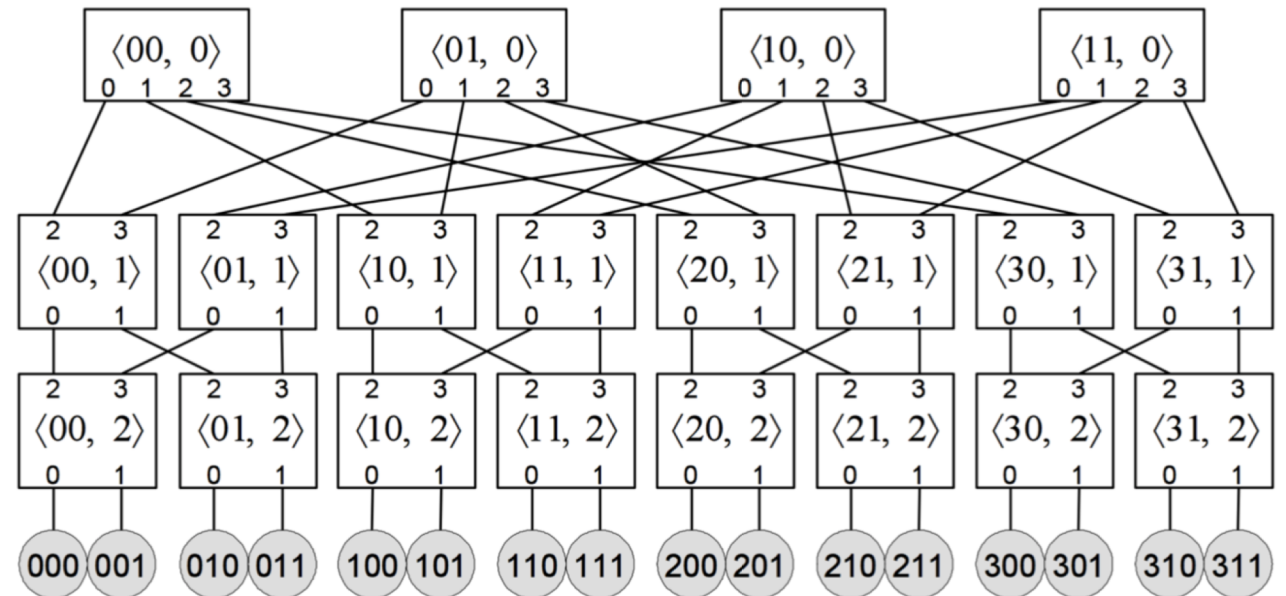 ⟨00, 0⟩ ⟨01, 0⟩ ⟨10, 0⟩ ⟨11, 0⟩
0 1 2 3 0 1 2 3 0 1 2 3 0 1 2 3
2 3 2 3 2 3 2 3 2 3 2 3 2 3 2 3
⟨00, 1⟩ ⟨01, 1⟩ ⟨10, 1⟩ ⟨11, 1⟩ ⟨20, 1⟩ ⟨21, 1⟩ ⟨30, 1⟩ ⟨31, 1⟩
0 1 0 1 0 1 0 1 0 1 0 1 0 1 0 1
2 3 2 3 2 3 2 3 2 3 2 3 2 3 2 3
⟨00, 2⟩ ⟨01, 2⟩ ⟨10, 2⟩ ⟨11, 2⟩ ⟨20, 2⟩ ⟨21, 2⟩ ⟨30, 2⟩ ⟨31, 2⟩
0 1 0 1 0 1 0 1 0 1 0 1 0 1 0 1
000 001 010 011 100 101 110 111 200 201 210 211 300 301 310 311